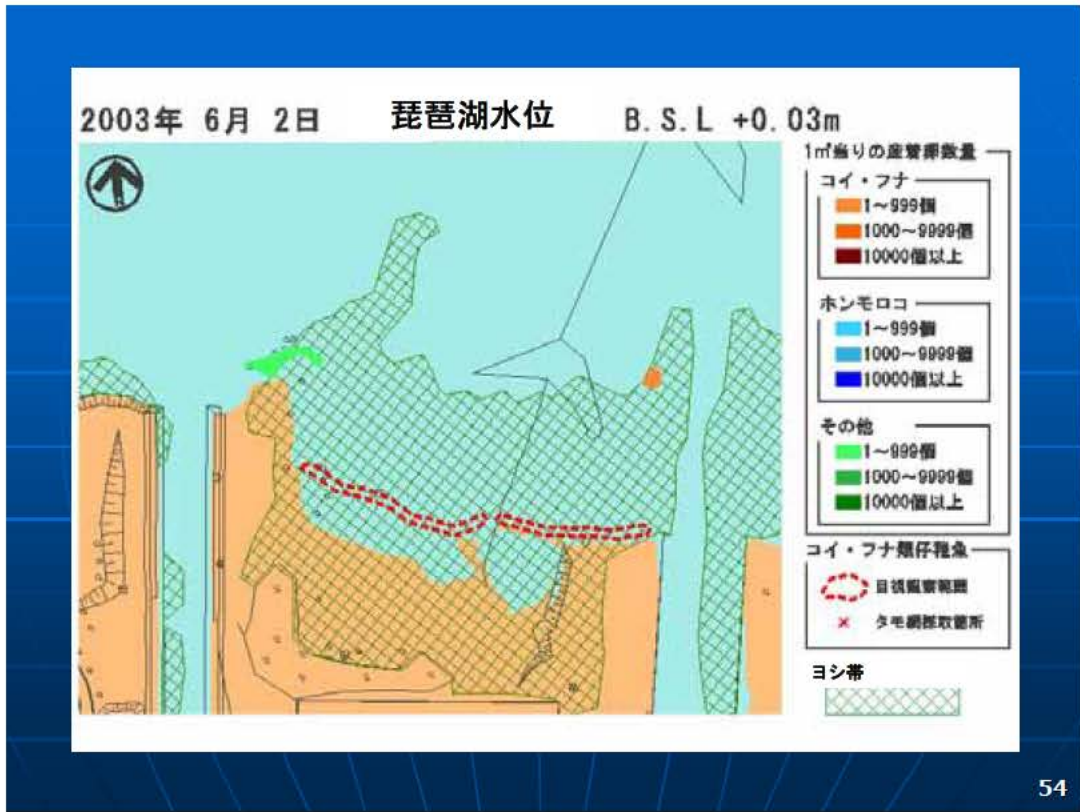 2003年 6月 2日 琵琶湖水位 B.S.L +0.03m
1㎡当りの産着卵数量
コイ・フナ
1～999個
1000～9999個
10000個以上
ホンモロコ
1～999個
1000～9999個
10000個以上
その他
1～999個
1000～9999個
10000個以上
コイ・フナ類仔稚魚
目視観察範囲
タモ網採取箇所
ヨシ帯
54